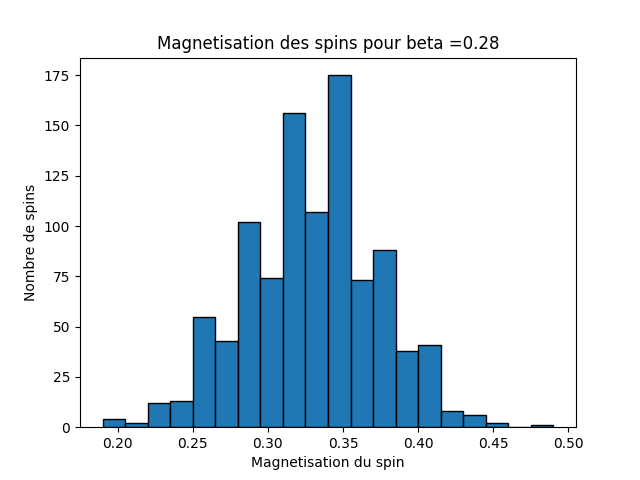 Magnetisation des spins pour beta =0.28
175
150
125
100
75
50
25
0
Nombre de spins
0.20 0.25 0.30 0.35 0.40 0.45 0.50
Magnetisation du spin